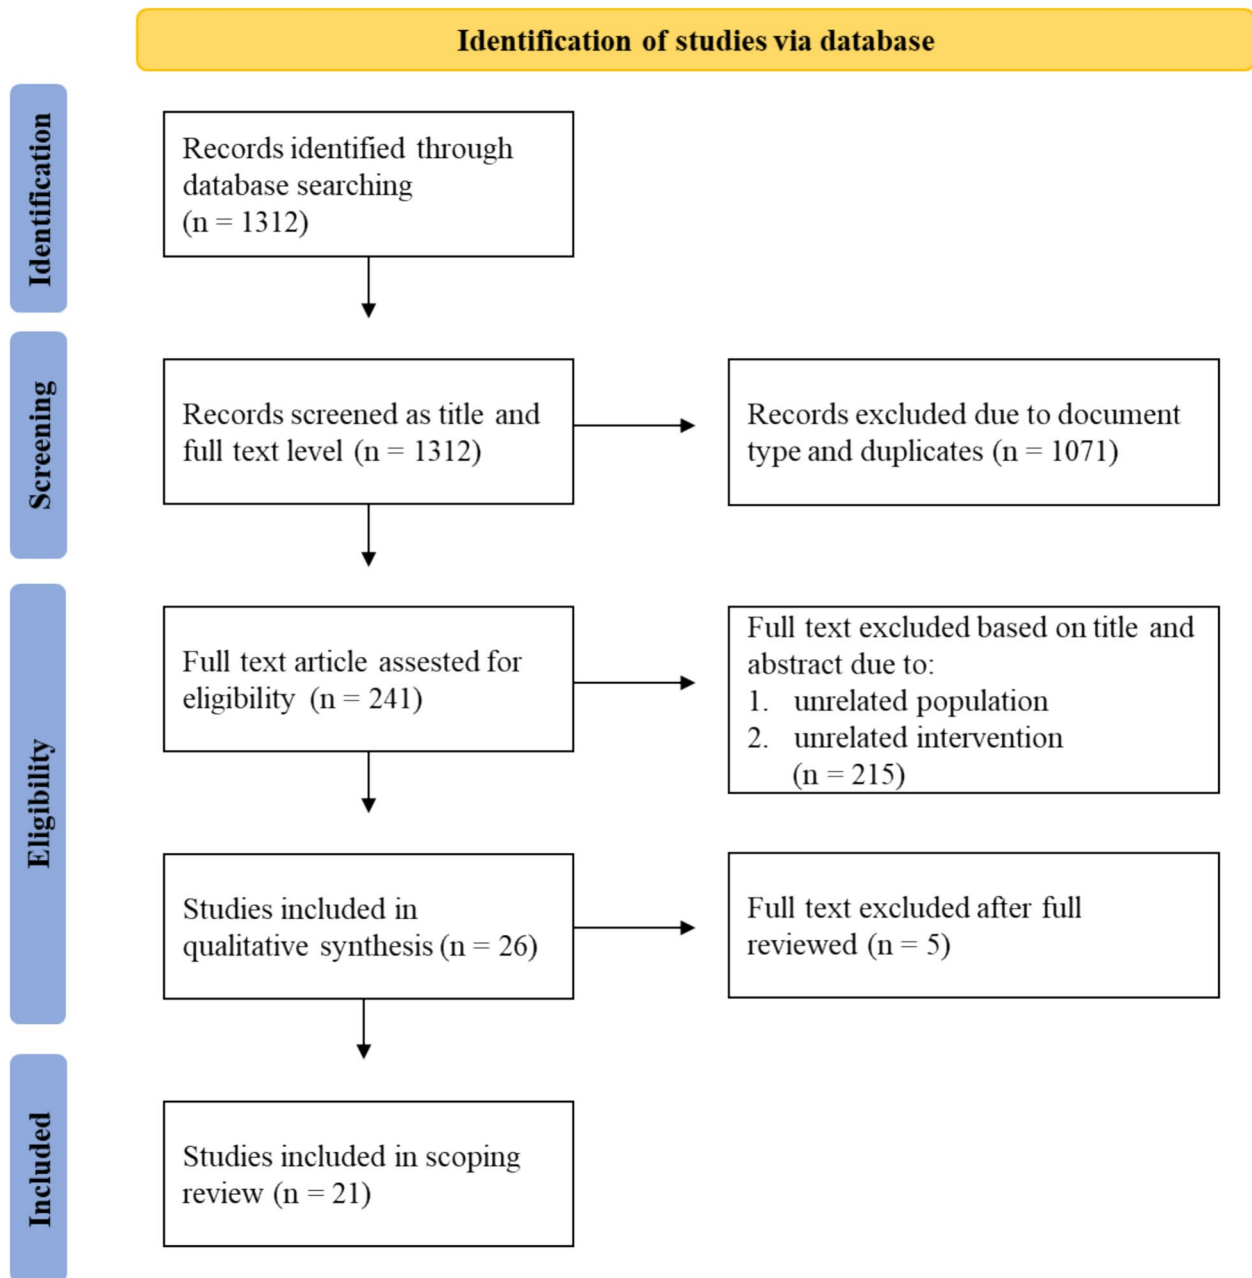 Identification of studies via database
Identification
Records identified through
database searching
(n = 1312)
Screening
Records screened as title and
full text level (n = 1312)
Records excluded due to document
type and duplicates (n = 1071)
Eligibility
Full text article assested for
eligibility (n = 241)
Full text excluded based on title and
abstract due to:
1. unrelated population
2. unrelated intervention
(n = 215)
Studies included in
qualitative synthesis (n = 26)
Full text excluded after full
reviewed (n = 5)
Included
Studies included in scoping
review (n = 21)